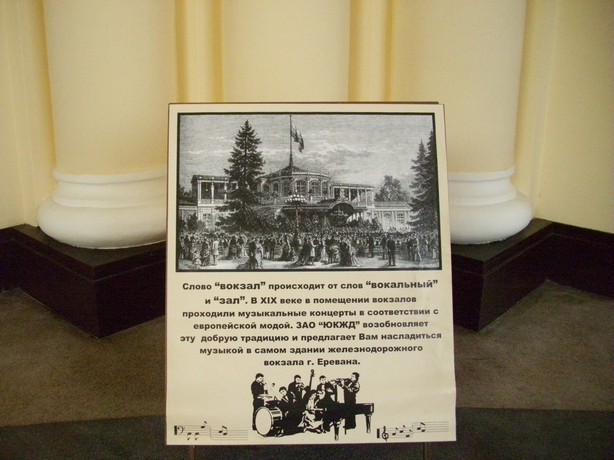 Слово "вокзал" происходит от слов "вокальный"
и "зал". В XIX веке в помещении вокзалов
проходили музыкальные концерты в соответствии с
европейской модой. ЗАО "ЮКЖД" возобновляет
эту добрую традицию и предлагает Вам насладиться
музыкой в самом здании железнодорожного
вокзала г. Еревана.